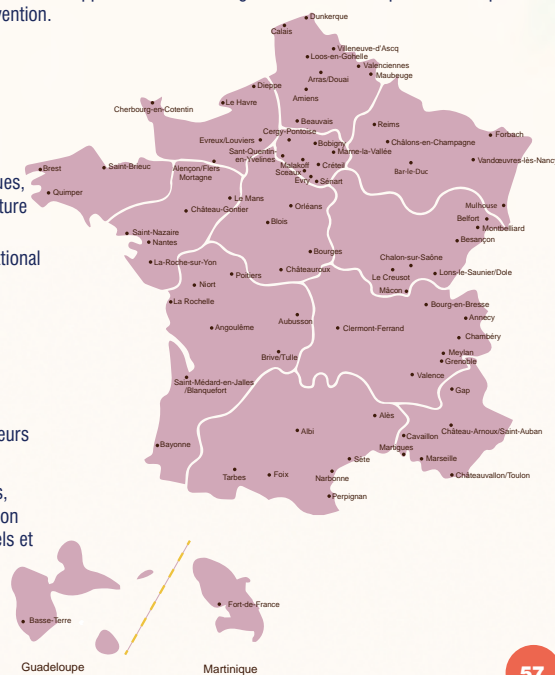 vention.
Dunkerque
Calais
Villeneuve-d'Ascq
Loos-en-Gohelle
Valenciennes
Maubeuge
Arras/Douai
Dieppe
Amiens
Cherbourg-en-Cotentin
Le Havre
Beauvais
Reims
Cergy-Pontoise
Forbach
Evreux/Louviers
Bobigny
Châlons-en-Champagne
Saint-Quentin-
en-Yvelines
Marne-la-Vallée
Vandœuvres-lès-Nancy
Brest
Saint-Brieuc
Alençon/Flers
Mortagne
Malakoff
Créteil
Bar-le-Duc
Sceaux
Evry
Sénart
ues,
Quimper
Le Mans
ture
Château-Gontier
Orléans
Mulhouse
Blois
Belfort
Montbelliard
Saint-Nazaire
Nantes
Besançon
tional
Bourges
Chalon-sur-Saône
La-Roche-sur-Yon
Poitiers
Châteauroux
Le Creusot
Lons-le-Saunier/Dole
Niort
Mâcon
La Rochelle
Bourg-en-Bresse
Aubusson
Annecy
Angoulême
Clermont-Ferrand
Chambéry
Brive/Tulle
Meylan
Grenoble
Valence
Saint-Médard-en-Jalles
/Blanquefort
Gap
Alès
eurs
Albi
Cavaillon
Château-Arnoux/Saint-Auban
Bayonne
Martigues
Sète
Marseille
Tarbes
Foix
Narbonne
Châteauvallon/Toulon
s,
Perpignan
on
els et
Basse-Terre
Fort-de-France
Guadeloupe
Martinique
57